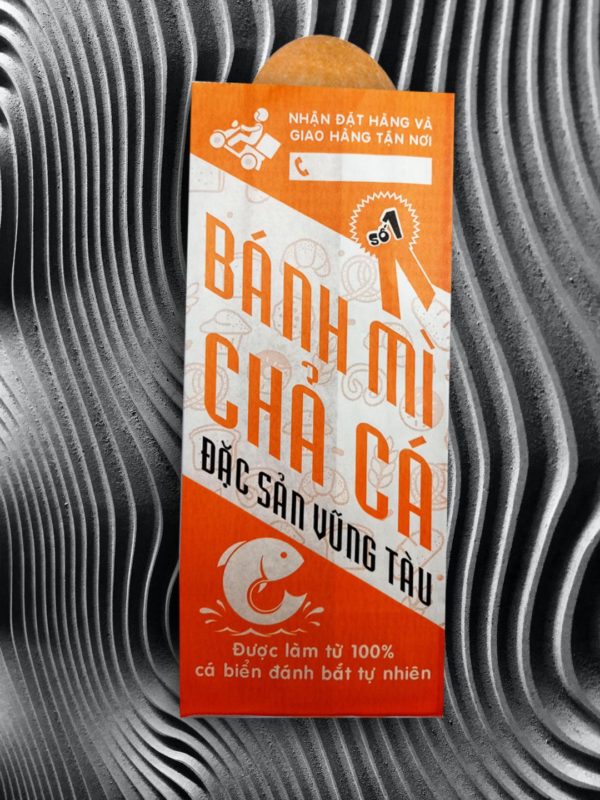 NHẬN ĐẶT HÀNG VÀ
GIAO HÀNG TẬN NƠI
SỐ 1
BÁNH MÌ
CHẢ CÁ
ĐẶC SẢN VŨNG TÀU
Được làm từ 100%
cá biển đánh bắt tự nhiên